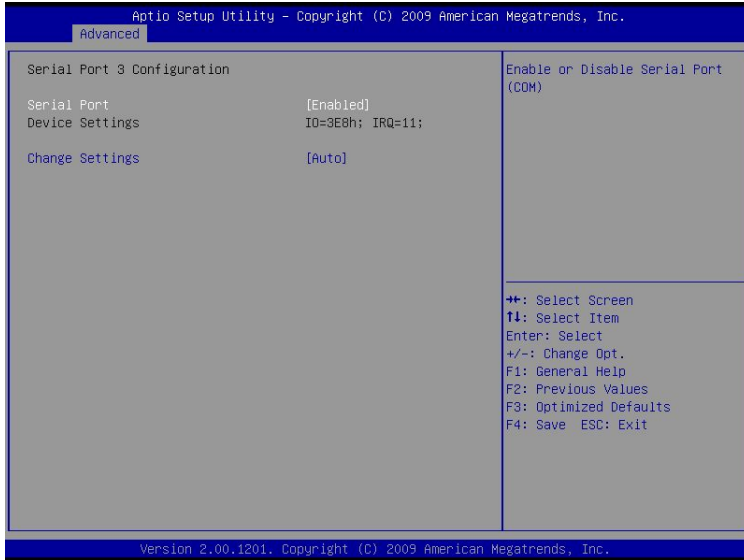 Aptio Setup Utility – Copyright (C) 2009 American Megatrends, Inc.
Advanced
Serial Port 3 Configuration
Serial Port [Enabled]
Device Settings IO=3E8h; IRQ=11;
Change Settings [Auto]
Enable or Disable Serial Port
(COM)
→←: Select Screen
↑↓: Select Item
Enter: Select
+/-: Change Opt.
F1: General Help
F2: Previous Values
F3: Optimized Defaults
F4: Save ESC: Exit
Version 2.00.1201. Copyright (C) 2009 American Megatrends, Inc.